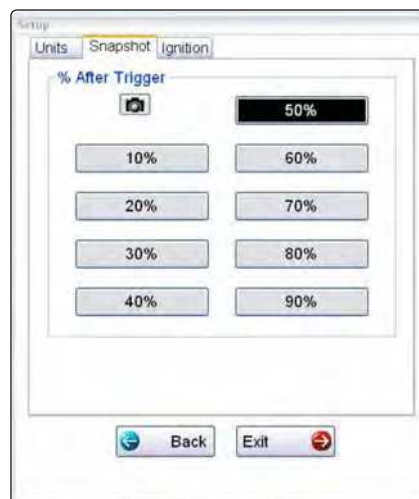 Setup
Units Snapshot Ignition
% After Trigger
50%
10% 60%
20% 70%
30% 80%
40% 90%
Back Exit